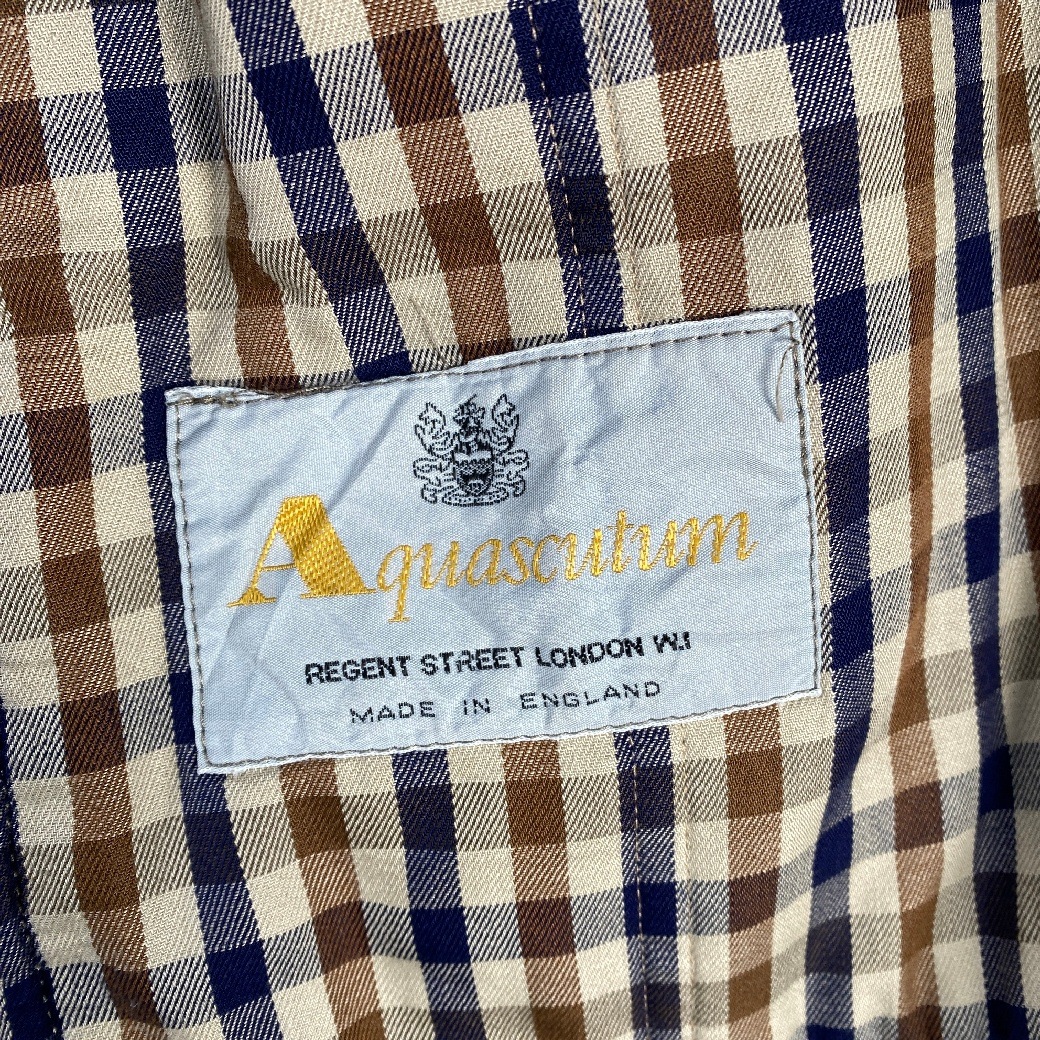 Aquascutum
REGENT STREET LONDON W.1
MADE IN ENGLAND